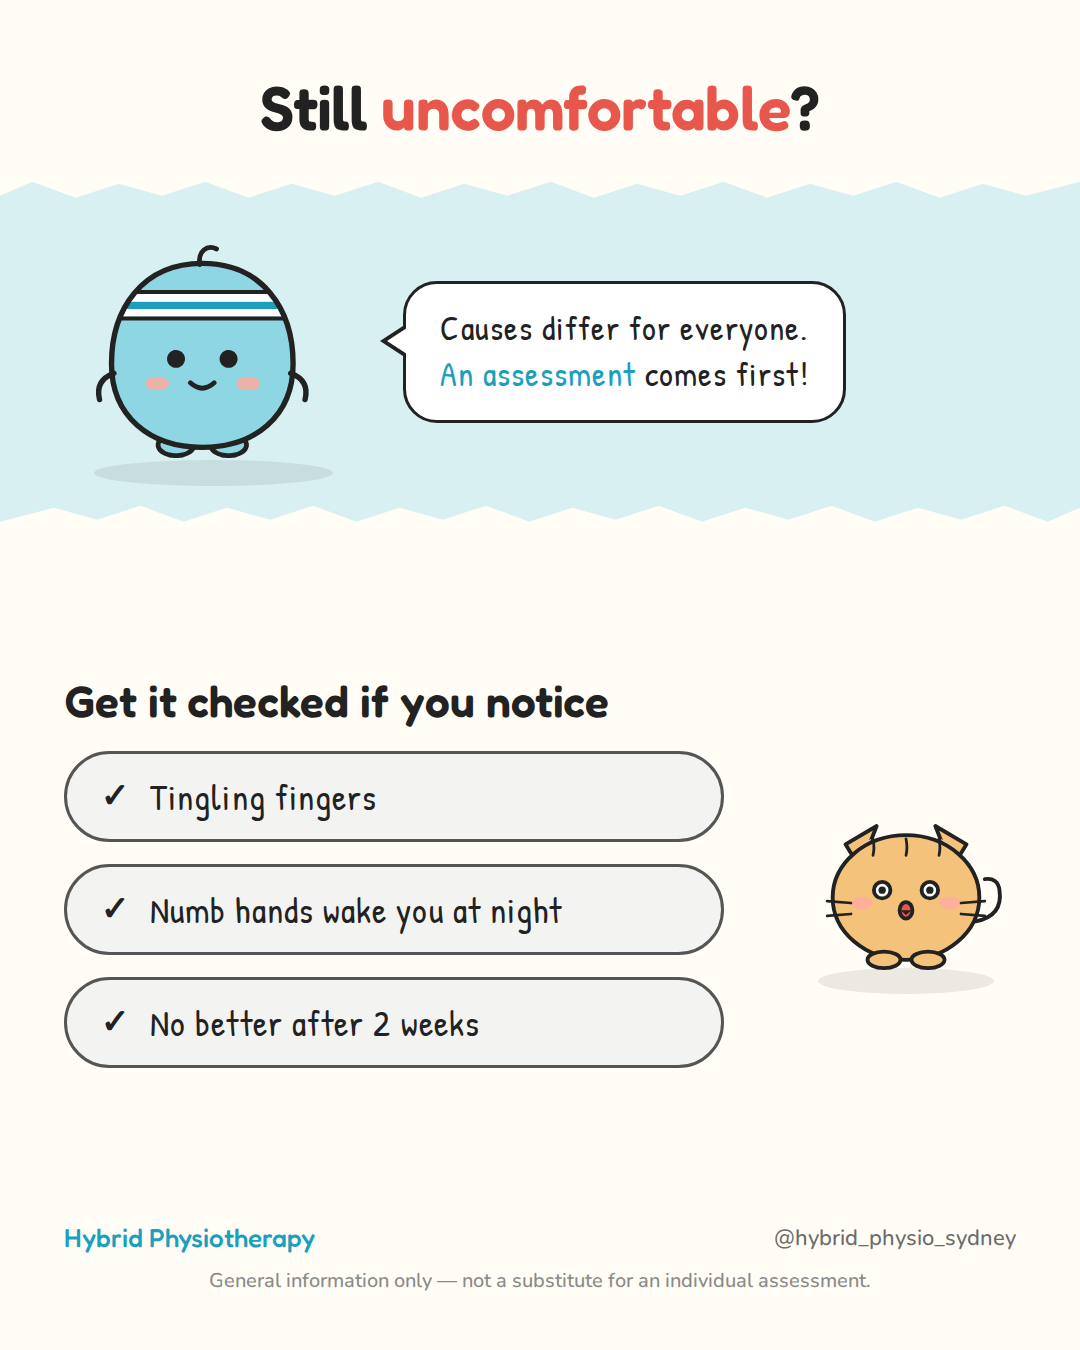 Still uncomfortable?
Causes differ for everyone.
An assessment comes first!
Get it checked if you notice
✓ Tingling fingers
✓ Numb hands wake you at night
✓ No better after 2 weeks
Hybrid Physiotherapy
@hybrid_physio_sydney
General information only — not a substitute for an individual assessment.